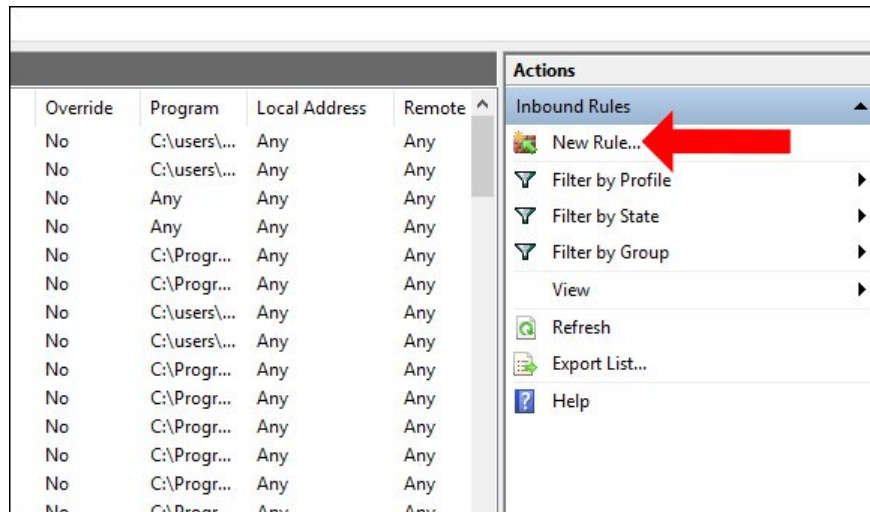 Actions
Override Program Local Address Remote
Inbound Rules
No C:\users\... Any Any
New Rule...
No C:\users\... Any Any
Filter by Profile
No Any Any Any
Filter by State
No Any Any Any
Filter by Group
No C:\Progr... Any Any
No C:\Progr... Any Any
View
No C:\users\... Any Any
Refresh
No C:\users\... Any Any
No C:\Progr... Any Any
Export List...
No C:\Progr... Any Any
Help
No C:\Progr... Any Any
No C:\Progr... Any Any
No C:\Progr... Any Any
No C:\Progr... Any Any